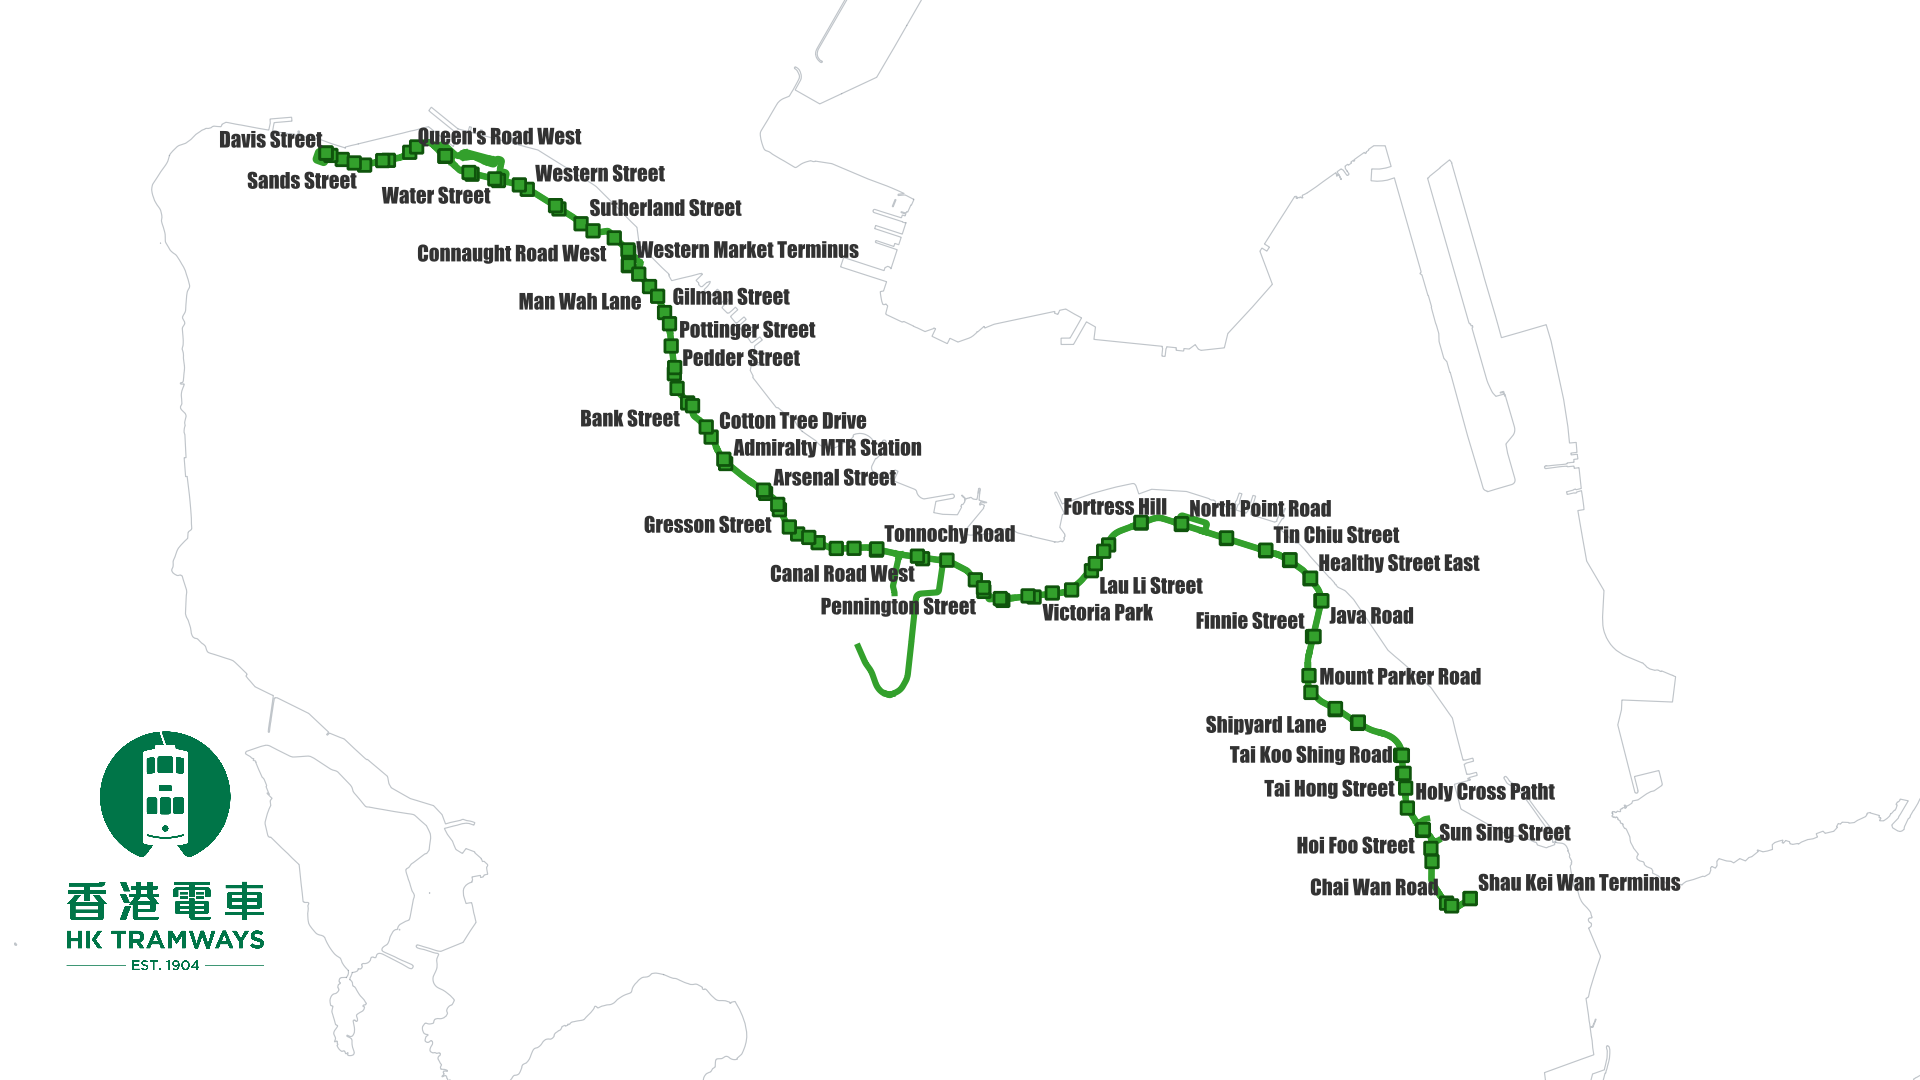 Davis Street
Queen's Road West
Sands Street
Water Street
Western Street
Sutherland Street
Connaught Road West
Western Market Terminus
Man Wah Lane
Gilman Street
Pottinger Street
Pedder Street
Bank Street
Cotton Tree Drive
Admiralty MTR Station
Arsenal Street
Gresson Street
Tonnochy Road
Canal Road West
Pennington Street
Victoria Park
Lau Li Street
Fortress Hill
North Point Road
Tin Chiu Street
Healthy Street East
Java Road
Finnie Street
Mount Parker Road
Shipyard Lane
Tai Koo Shing Road
Tai Hong Street
Holy Cross Patht
Sun Sing Street
Hoi Foo Street
Chai Wan Road
Shau Kei Wan Terminus
香港電車
HK TRAMWAYS
EST. 1904